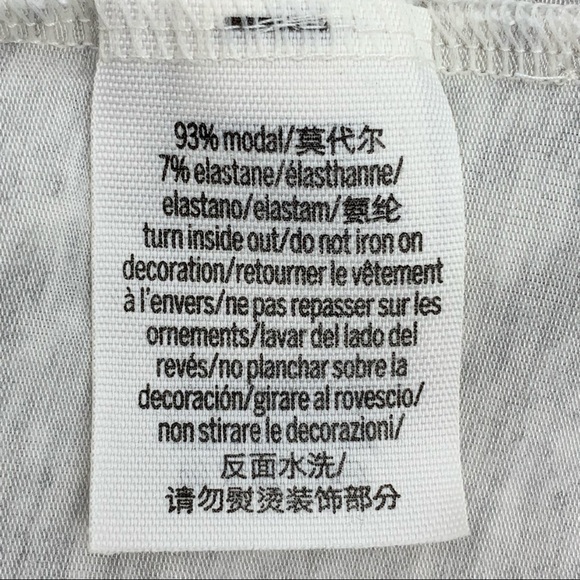 93% modal/莫代尔
7% elastane/élasthanne/
elastano/elastam/氨纶
turn inside out/do not iron on
decoration/retourner le vêtement
à l'envers/ne pas repasser sur les
ornements/lavar del lado del
revés/no planchar sobre la
decoración/girare al rovescio/
non stirare le decorazioni/
反面水洗/
请勿熨烫装饰部分